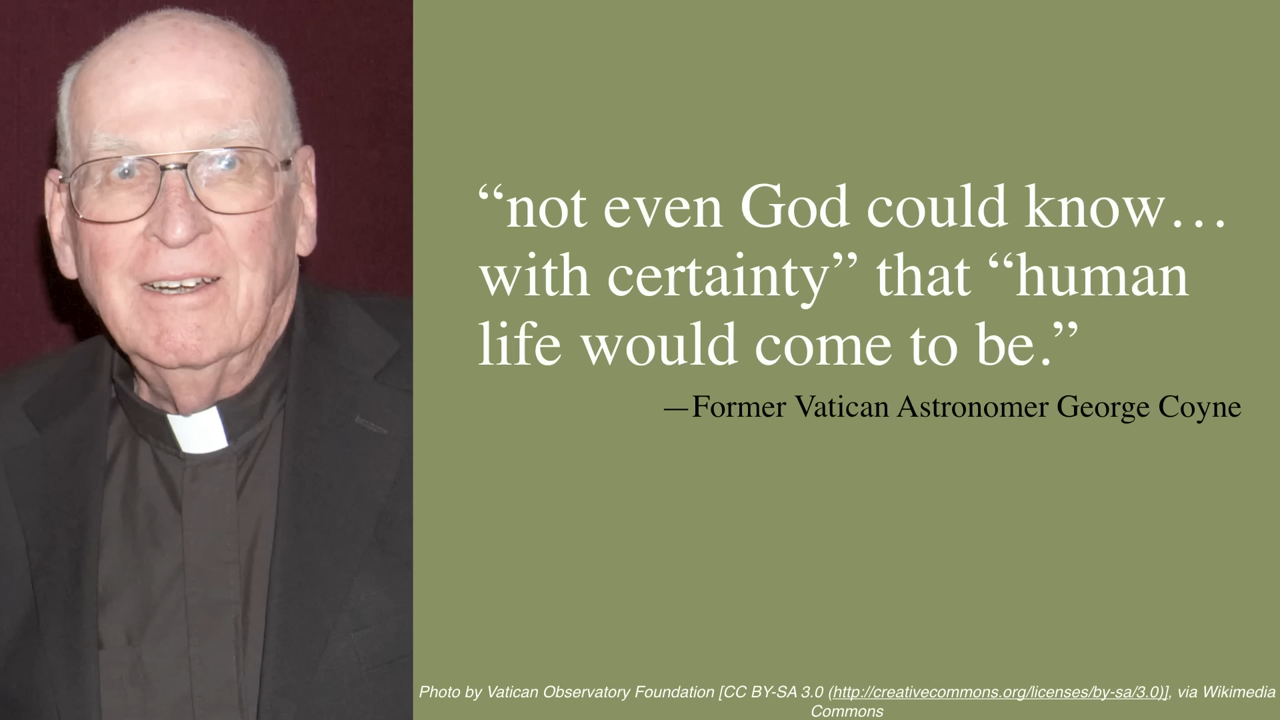 “not even God could know…
with certainty” that “human
life would come to be.”
—Former Vatican Astronomer George Coyne
Photo by Vatican Observatory Foundation [CC BY-SA 3.0 (http://creativecommons.org/licenses/by-sa/3.0)], via Wikimedia
Commons